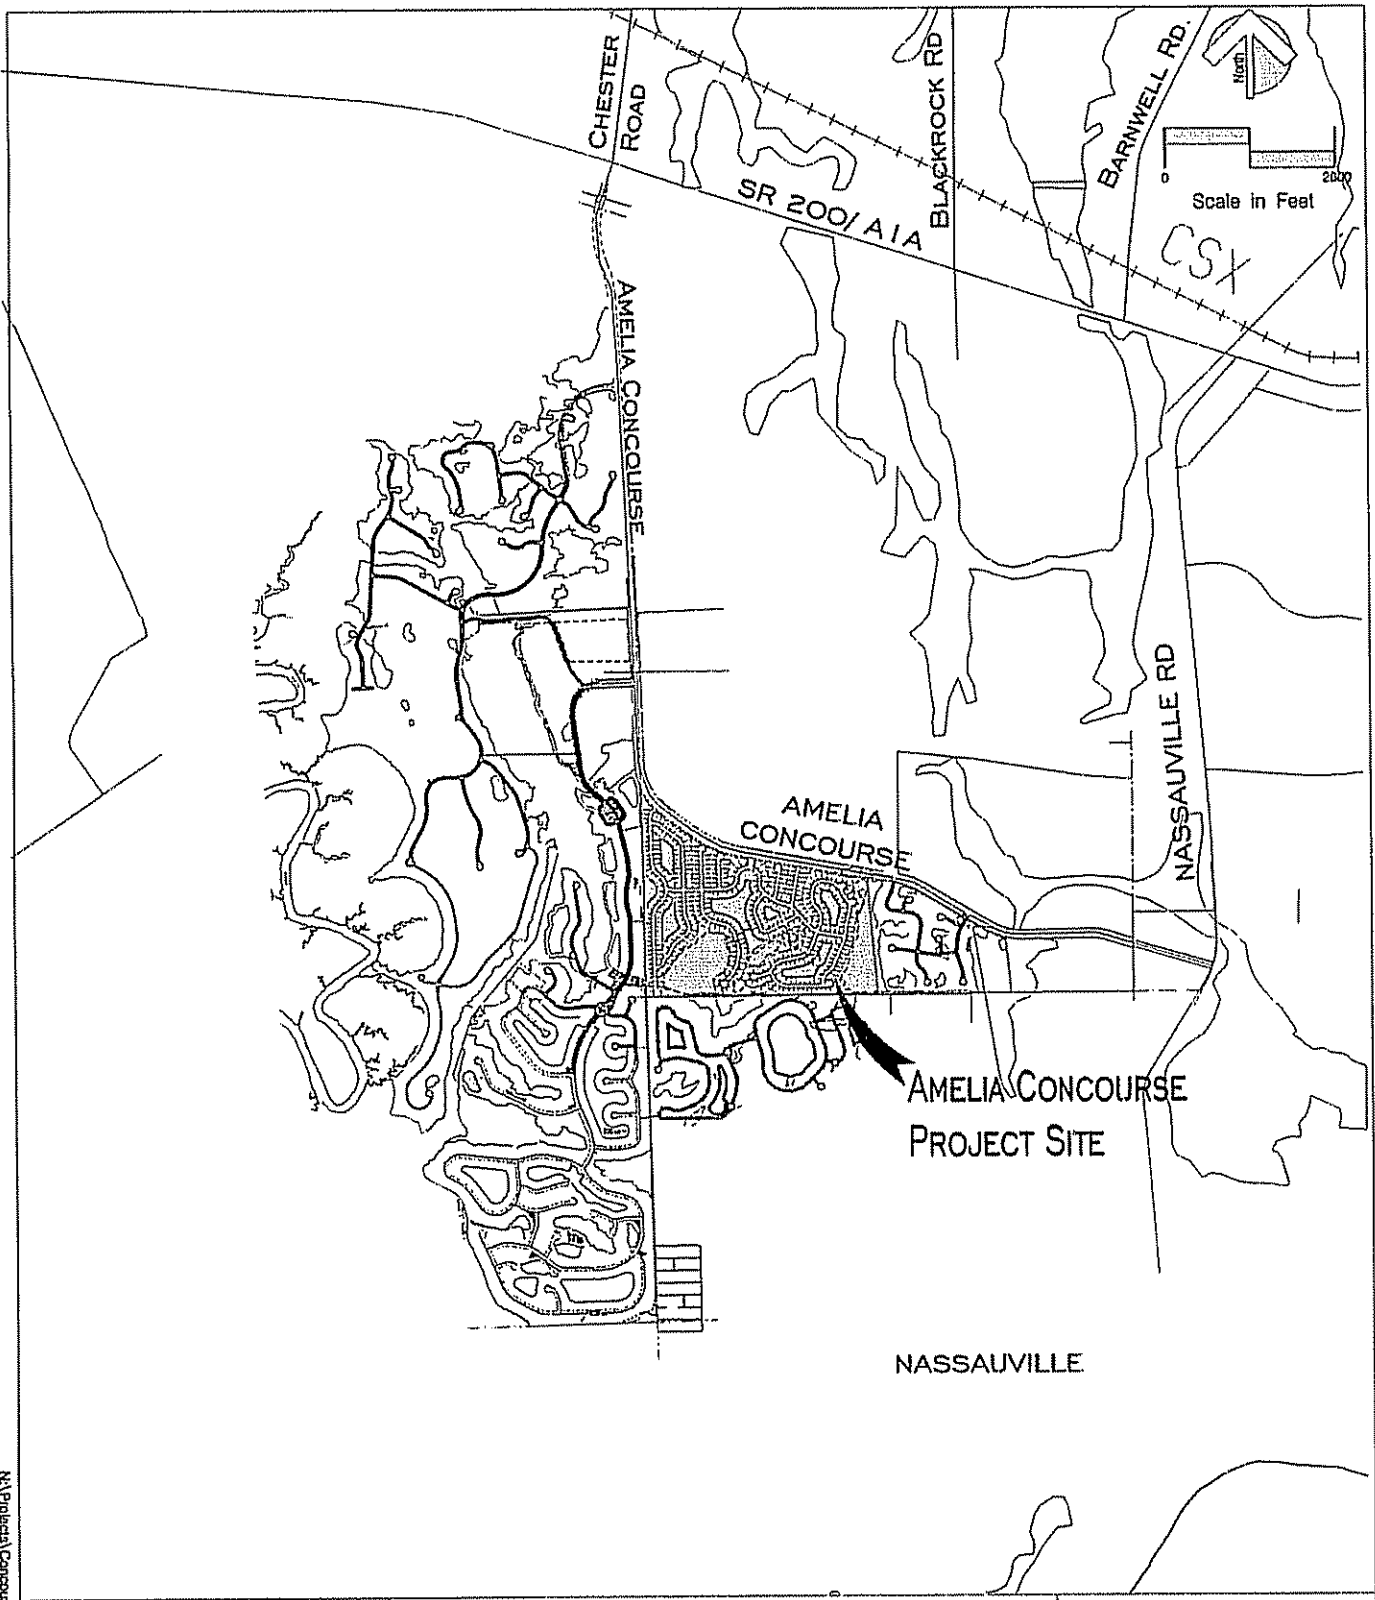 CHESTER
ROAD
BLACKROCK RD
BARNWELL RD.
North
0 2000
Scale in Feet
SR 200/ A1A
CSX
AMELIA CONCOURSE
NASSAUVILLE RD
AMELIA
CONCOURSE
AMELIA CONCOURSE
PROJECT SITE
NASSAUVILLE